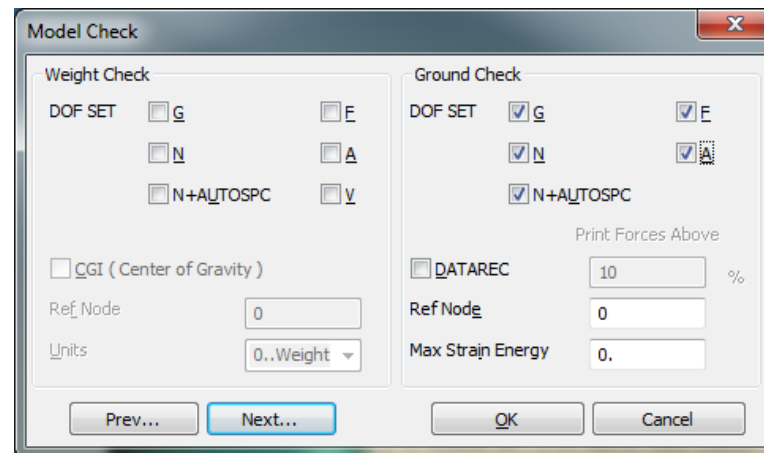 Model Check
Weight Check
DOF SET G F
N A
N+AUTOSPC V
CGI ( Center of Gravity )
Ref Node 0
Units 0..Weight
Ground Check
DOF SET G F
N A
N+AUTOSPC
Print Forces Above
DATAREC 10 %
Ref Node 0
Max Strain Energy 0.
Prev... Next... OK Cancel